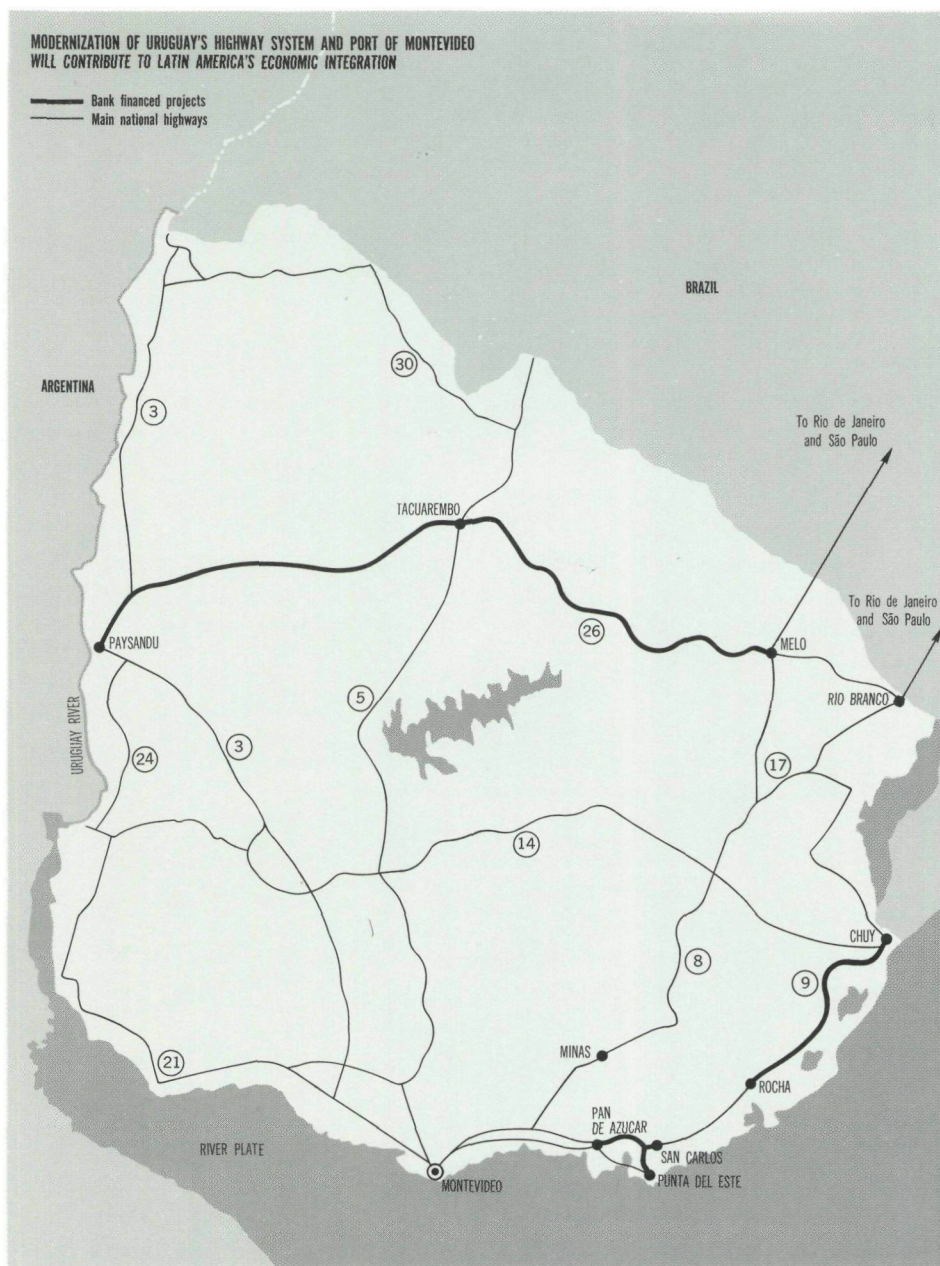 MODERNIZATION OF URUGUAY'S HIGHWAY SYSTEM AND PORT OF MONTEVIDEO
WILL CONTRIBUTE TO LATIN AMERICA'S ECONOMIC INTEGRATION
Bank financed projects
Main national highways
BRAZIL
ARGENTINA
30
3
To Rio de Janeiro
and São Paulo
TACUAREMBO
To Rio de Janeiro
and São Paulo
26
PAYSANDU
MELO
5
RIO BRANCO
URUGUAY RIVER
3
24
17
14
CHUY
8
9
MINAS
21
ROCHA
PAN
DE AZUCAR
RIVER PLATE
SAN CARLOS
PUNTA DEL ESTE
MONTEVIDEO